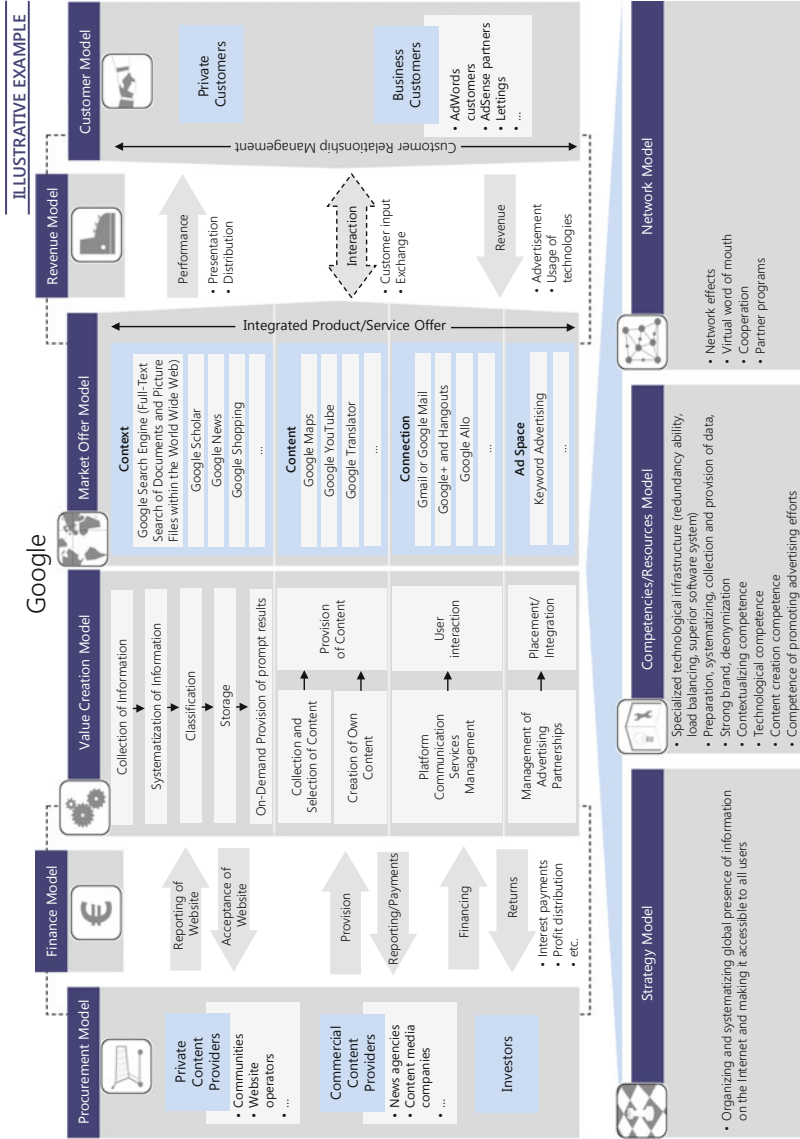 ILLUSTRATIVE EXAMPLE
Google
Procurement Model
Private
Content
Providers
• Communities
• Website
operators
• ...
Commercial
Content
Providers
• News agencies
• Content media
companies
• ...
Investors
Finance Model
€
Reporting of
Website
Acceptance of
Website
Provision
Reporting/Payments
Financing
Returns
• Interest payments
• Profit distribution
• etc.
Value Creation Model
Collection of Information
Systematization of Information
Classification
Storage
On-Demand Provision of prompt results
Collection and
Selection of Content
Creation of Own
Content
Provision
of Content
Platform
Communication
Services
Management
User
interaction
Management of
Advertising
Partnerships
Placement/
Integration
Market Offer Model
Context
Google Search Engine (Full-Text
Search of Documents and Picture
Files within the World Wide Web)
Google Scholar
Google News
Google Shopping
...
Content
Google Maps
Google YouTube
Google Translator
...
Connection
Gmail or Google Mail
Google+ and Hangouts
Google Allo
...
Ad Space
Keyword Advertising
...
Integrated Product/Service Offer
Revenue Model
Performance
• Presentation
• Distribution
Interaction
• Customer input
• Exchange
Revenue
• Advertisement
• Usage of
technologies
Customer Model
Customer Relationship Management
Private
Customers
Business
Customers
• AdWords
customers
• AdSense partners
• Lettings
• ...
Strategy Model
• Organizing and systematizing global presence of information
on the Internet and making it accessible to all users
Competencies/Resources Model
• Specialized technological infrastructure (redundancy ability,
load balancing, superior software system)
• Preparation, systematizing, collection and provision of data,
• Strong brand, deonymization
• Contextualizing competence
• Technological competence
• Content creation competence
• Competence of promoting advertising efforts
Network Model
• Network effects
• Virtual word of mouth
• Cooperation
• Partner programs